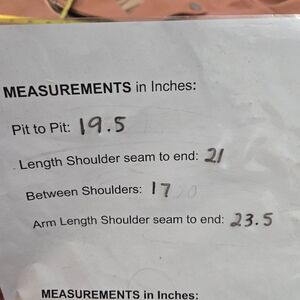 MEASUREMENTS in Inches:
Pit to Pit: 19.5
Length Shoulder seam to end: 21
Between Shoulders: 17
Arm Length Shoulder seam to end: 23.5
MEASUREMENTS in Inches: